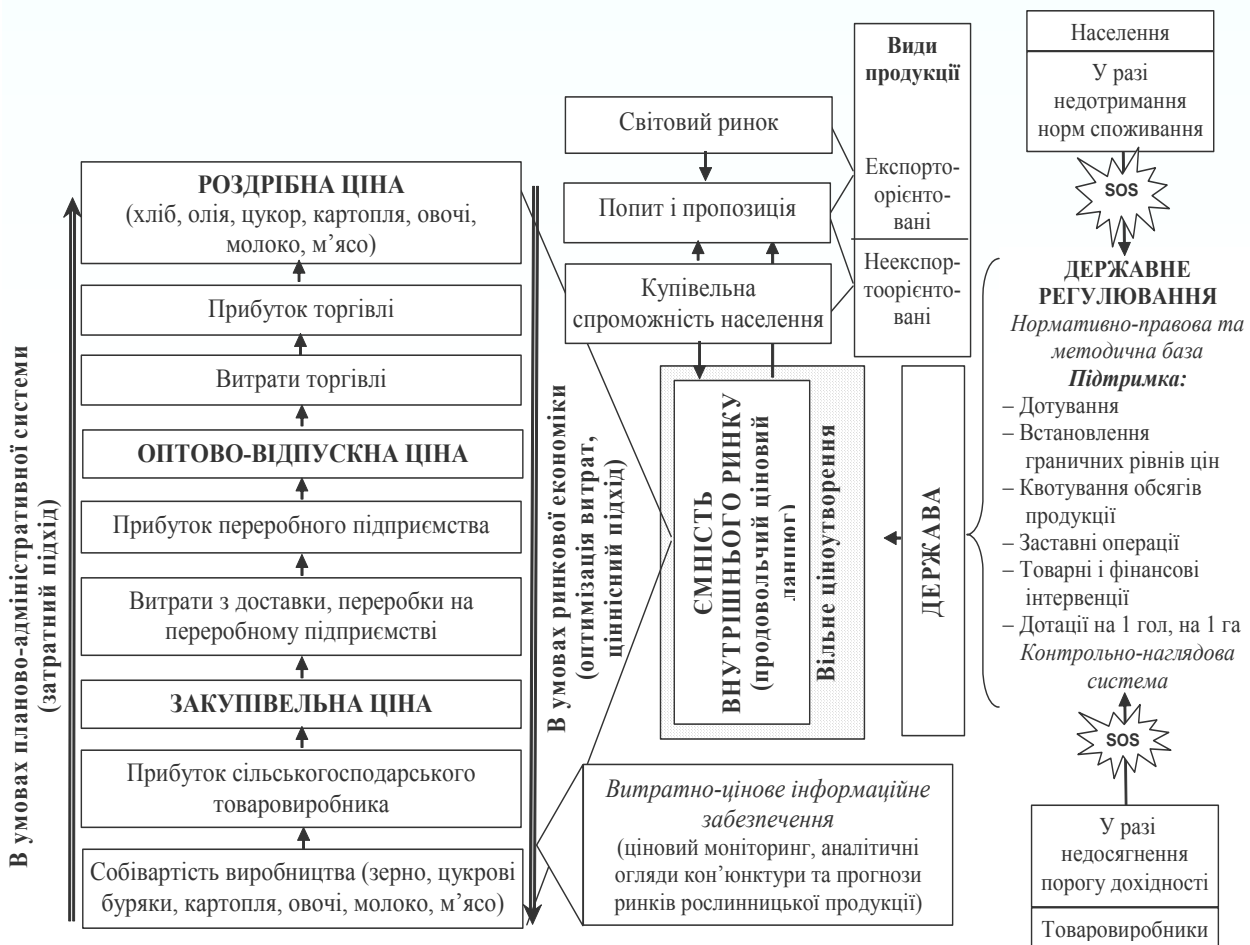 В умовах планово-адміністративної системи
(затратний підхід)
РОЗДРІБНА ЦІНА
(хліб, олія, цукор, картопля, овочі,
молоко, м’ясо)
Прибуток торгівлі
Витрати торгівлі
ОПТОВО-ВІДПУСКНА ЦІНА
Прибуток переробного підприємства
Витрати з доставки, переробки на
переробному підприємстві
ЗАКУПІВЕЛЬНА ЦІНА
Прибуток сільськогосподарського
товаровиробника
Собівартість виробництва (зерно, цукрові
буряки, картопля, овочі, молоко, м’ясо)
В умовах ринкової економіки
(оптимізація витрат,
ціннісний підхід)
Світовий ринок
Попит і пропозиція
Купівельна
спроможність населення
Види
продукції
Експорто-
орієнто-
вані
Неекспор-
тоорієнто-
вані
ЄМНІСТЬ
ВНУТРІШНЬОГО РИНКУ
(продовольчий ціновий
ланцюг)
Вільне ціноутворення
ДЕРЖАВА
Витратно-цінове інформаційне
забезпечення
(ціновий моніторинг, аналітичні
огляди кон’юнктури та прогнози
ринків рослинницької продукції)
Населення
У разі
недотримання
норм споживання
SOS
ДЕРЖАВНЕ
РЕГУЛЮВАННЯ
Нормативно-правова та
методична база
Підтримка:
– Дотування
– Встановлення
граничних рівнів цін
– Квотування обсягів
продукції
– Заставні операції
– Товарні і фінансові
інтервенції
– Дотації на 1 гол, на 1 га
Контрольно-наглядова
система
SOS
У разі
недосягнення
порогу дохідності
Товаровиробники